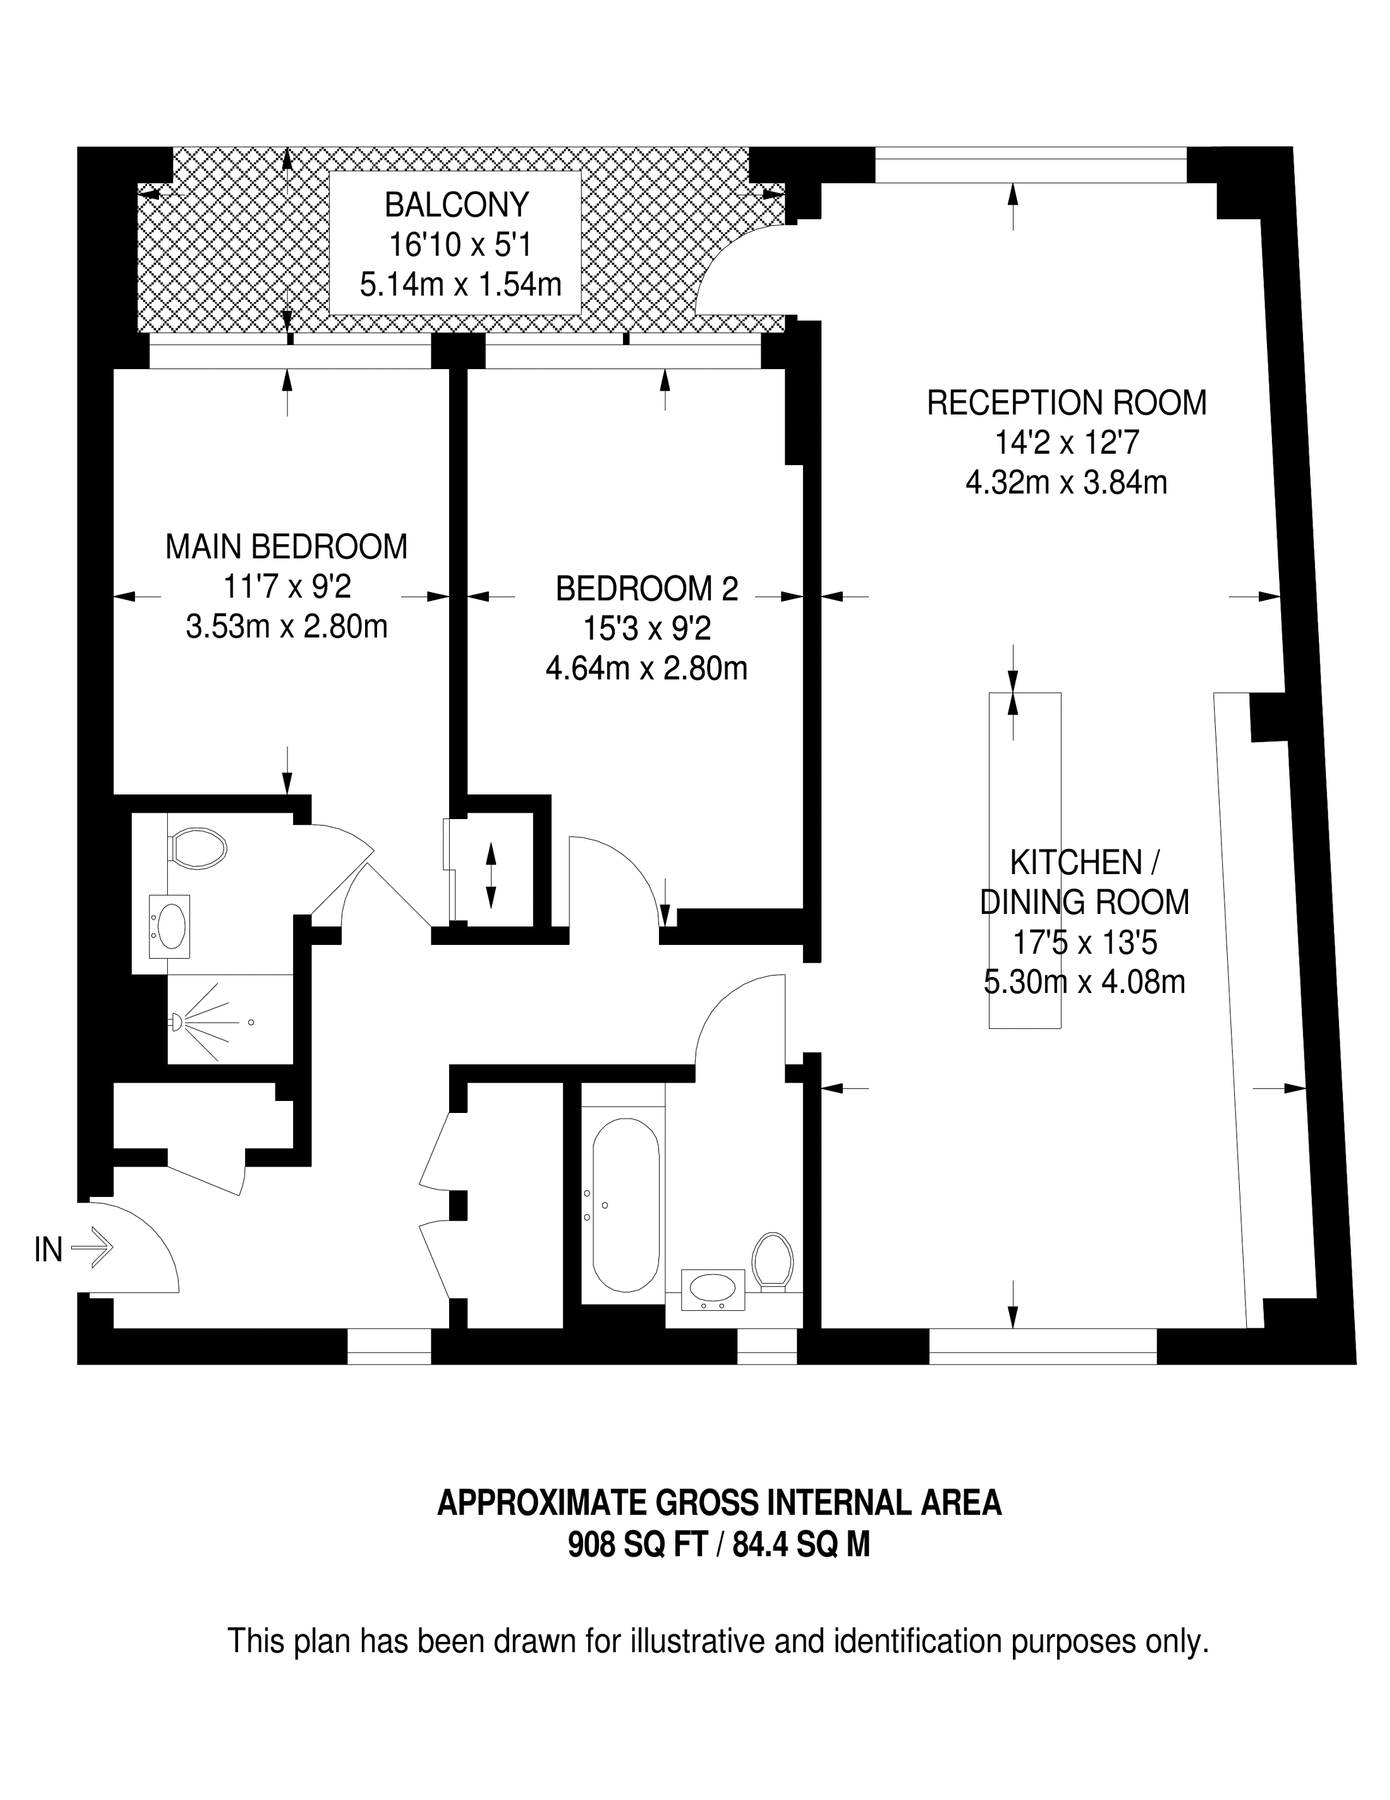 BALCONY
16'10 x 5'1
5.14m x 1.54m
RECEPTION ROOM
14'2 x 12'7
4.32m x 3.84m
MAIN BEDROOM
11'7 x 9'2
3.53m x 2.80m
BEDROOM 2
15'3 x 9'2
4.64m x 2.80m
KITCHEN /
DINING ROOM
17'5 x 13'5
5.30m x 4.08m
IN
APPROXIMATE GROSS INTERNAL AREA
908 SQ FT / 84.4 SQ M
This plan has been drawn for illustrative and identification purposes only.